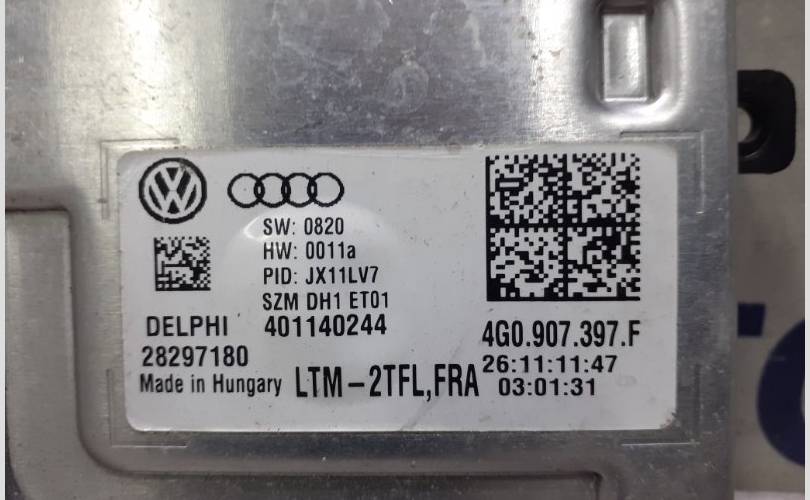 SW: 0820
HW: 0011a
PID: JX11LV7
SZM DH1 ET01
DELPHI 401140244
28297180
Made in Hungary LTM-2TFL,FRA
4G0.907.397.F
26:11:11:47
03:01:31